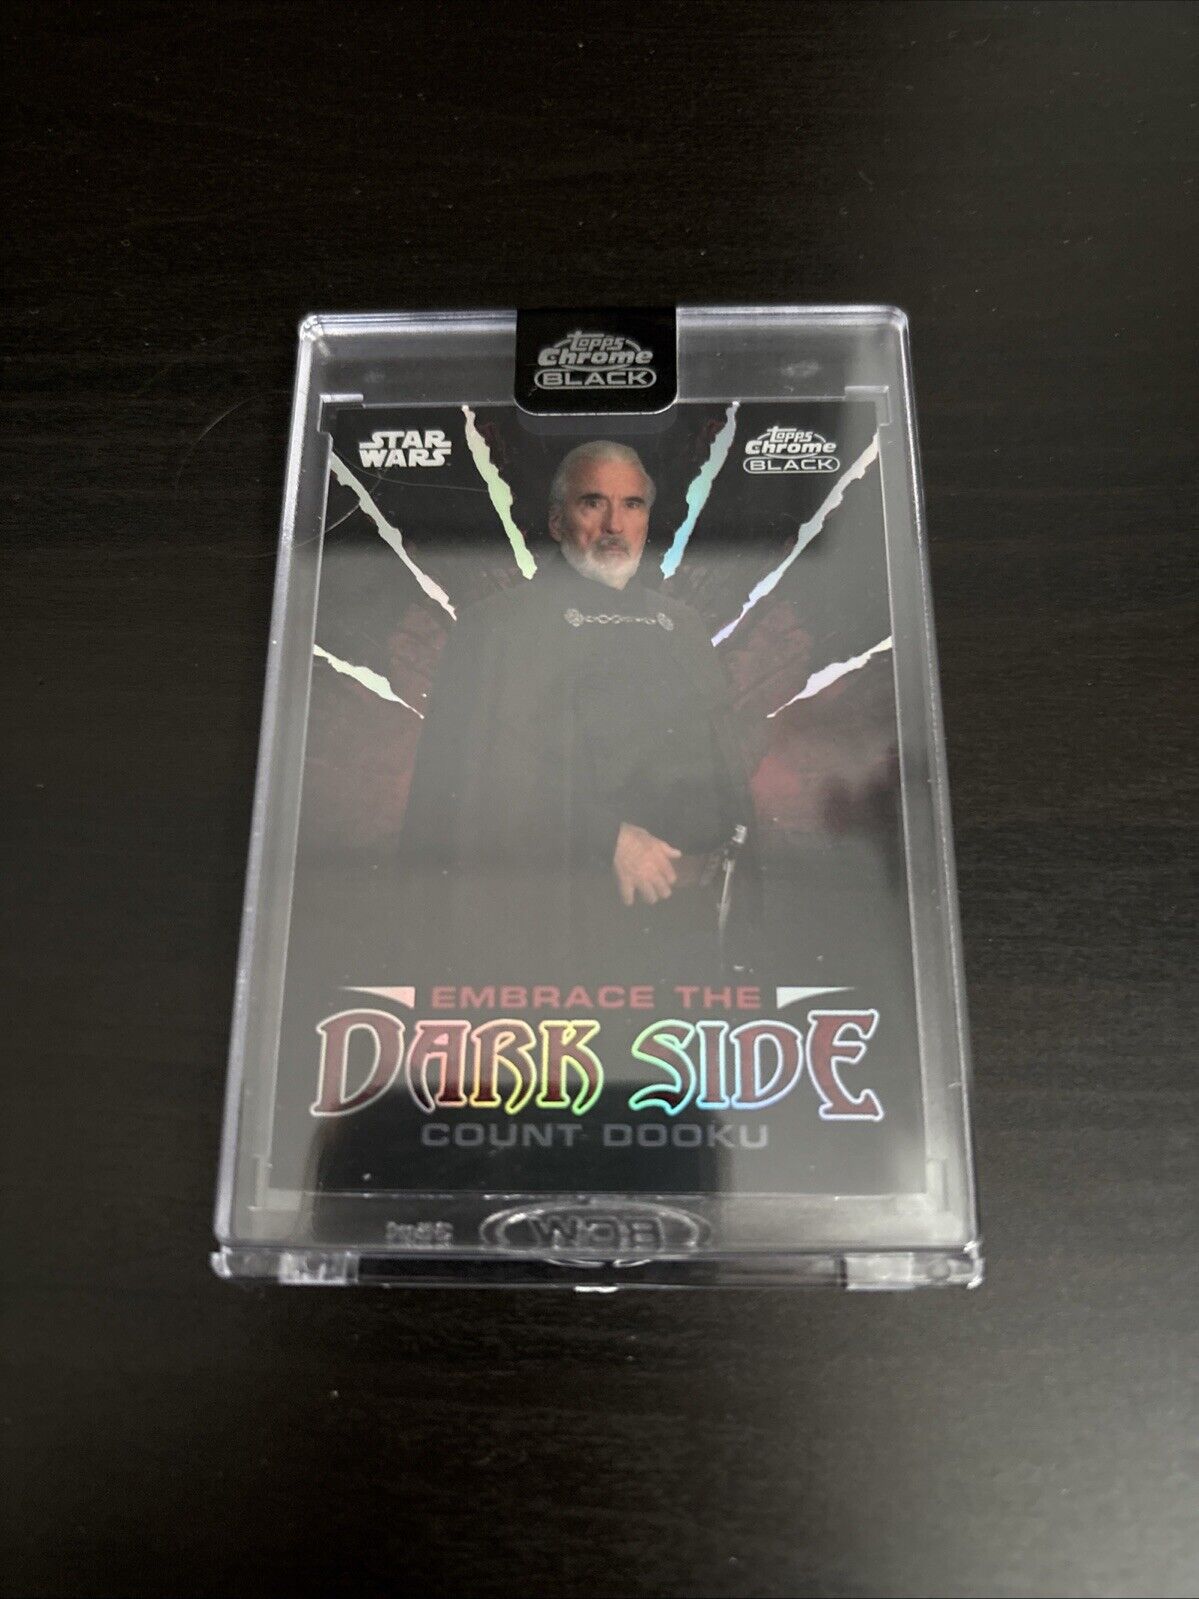 Topps
Chrome
BLACK
STAR
WARS
Topps
Chrome
BLACK
EMBRACE THE
DARK SIDE
COUNT DOOKU